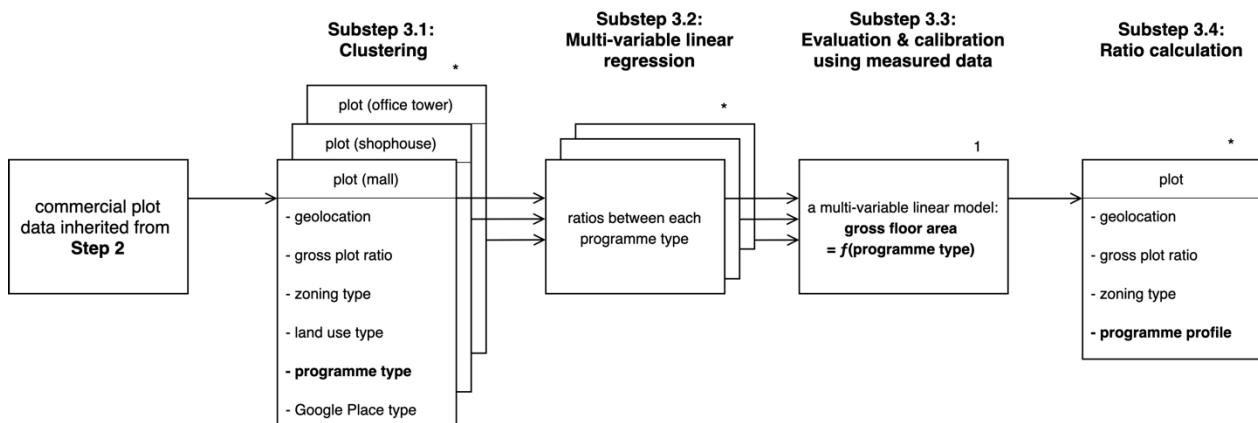 Substep 3.1:
Clustering
Substep 3.2:
Multi-variable linear
regression
Substep 3.3:
Evaluation & calibration
using measured data
Substep 3.4:
Ratio calculation
commercial plot
data inherited from
Step 2
*
plot (office tower)
plot (shophouse)
plot (mall)
- geolocation
- gross plot ratio
- zoning type
- land use type
- programme type
- Google Place type
*
ratios between each
programme type
1
a multi-variable linear model:
gross floor area
= ƒ(programme type)
*
plot
- geolocation
- gross plot ratio
- zoning type
- programme profile